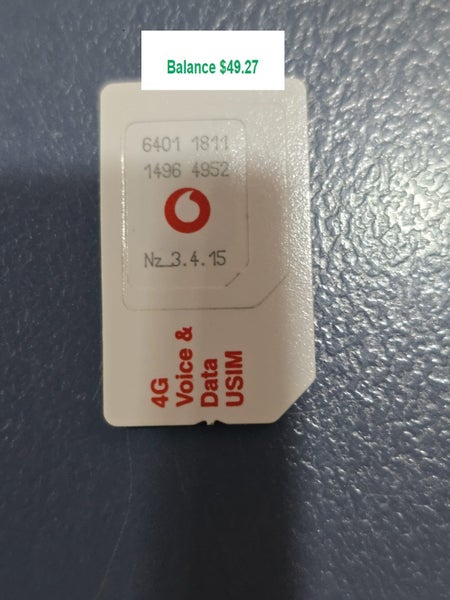 Balance $49.27
6401 1811
1496 4952
Nz_3.4.15
4G
Voice &
Data
USIM